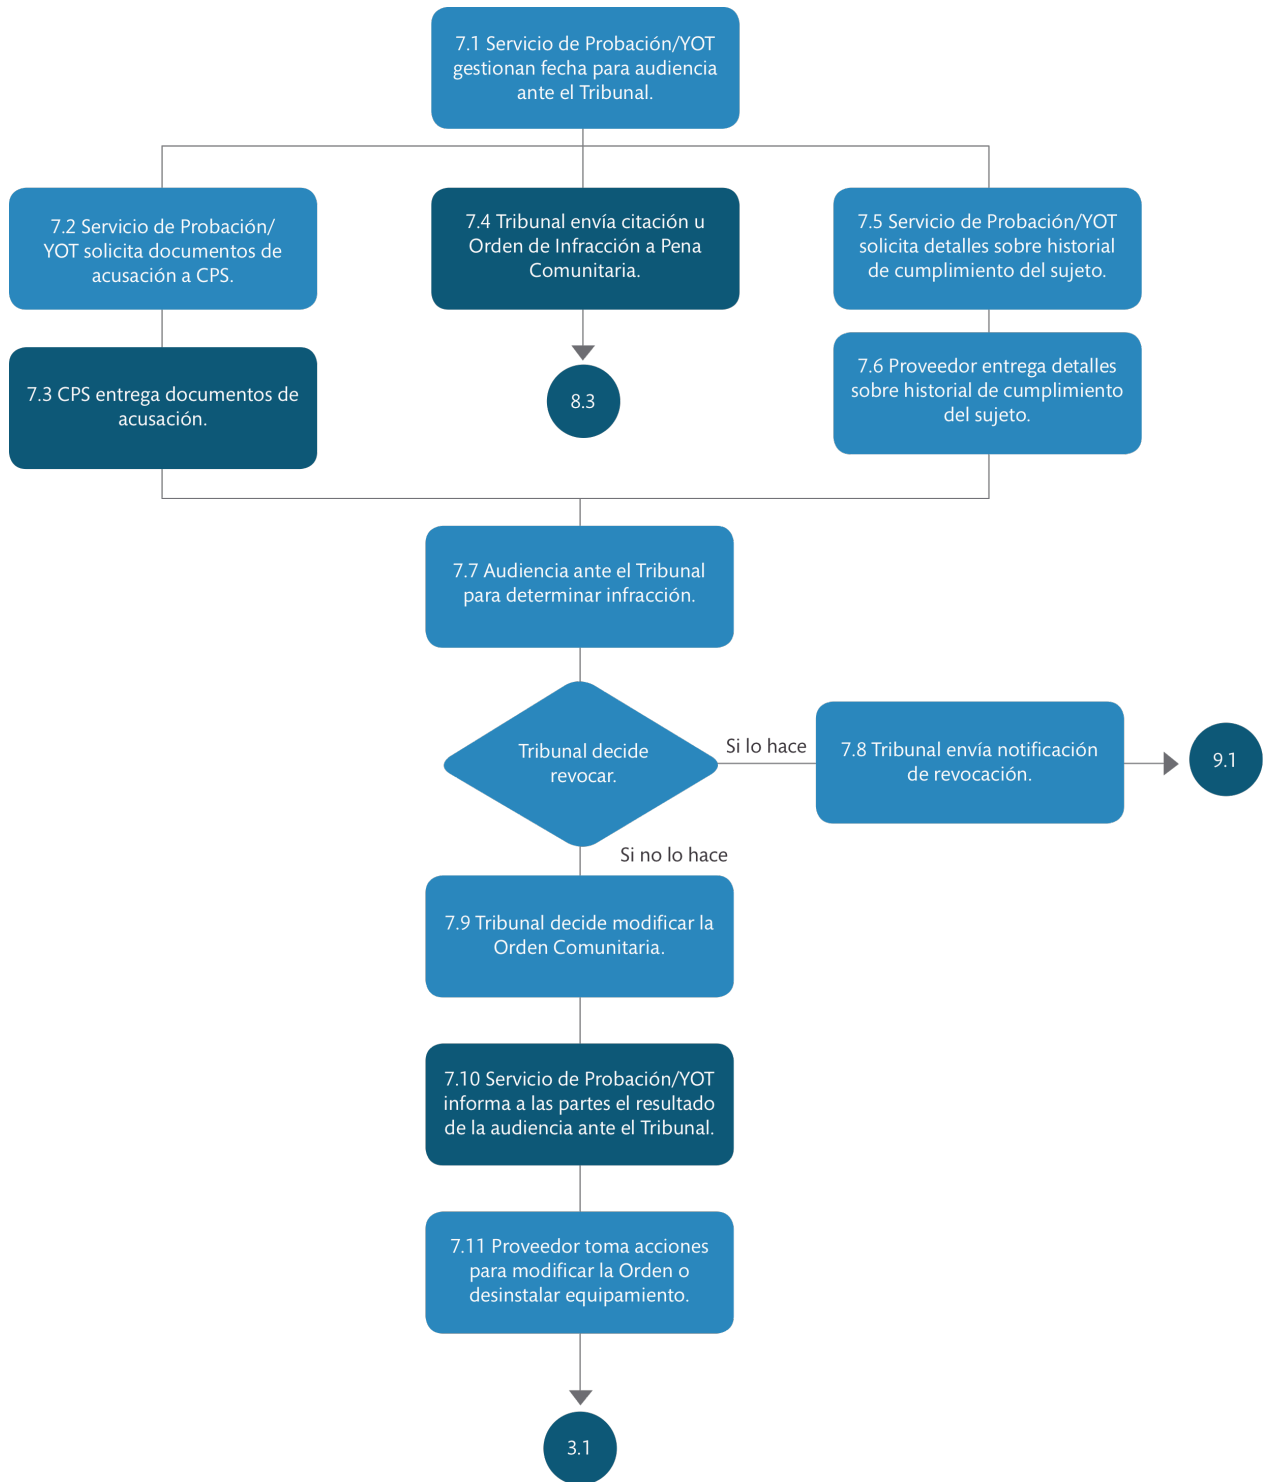 7.1 Servicio de Probación/YOT
gestionan fecha para audiencia
ante el Tribunal.
7.2 Servicio de Probación/
YOT solicita documentos de
acusación a CPS.
7.4 Tribunal envía citación u
Orden de Infracción a Pena
Comunitaria.
7.5 Servicio de Probación/YOT
solicita detalles sobre historial
de cumplimiento del sujeto.
7.3 CPS entrega documentos de
acusación.
8.3
7.6 Proveedor entrega detalles
sobre historial de cumplimiento
del sujeto.
7.7 Audiencia ante el Tribunal
para determinar infracción.
Tribunal decide
revocar.
Si lo hace
7.8 Tribunal envía notificación
de revocación.
9.1
Si no lo hace
7.9 Tribunal decide modificar la
Orden Comunitaria.
7.10 Servicio de Probación/YOT
informa a las partes el resultado
de la audiencia ante el Tribunal.
7.11 Proveedor toma acciones
para modificar la Orden o
desinstalar equipamiento.
3.1